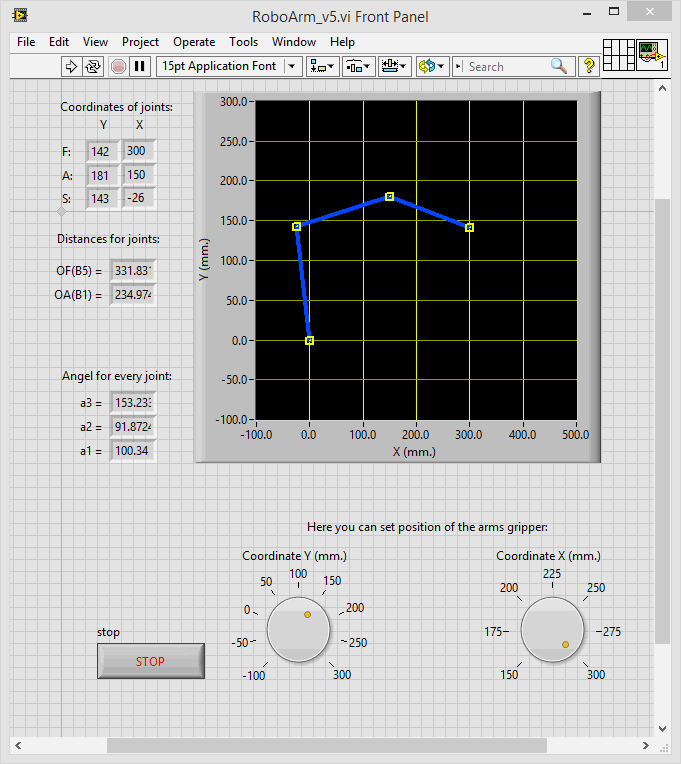 RoboArm_v5.vi Front Panel
File Edit View Project Operate Tools Window Help
15pt Application Font
Search
?
1
Coordinates of joints:
Y X
F: 142 300
A: 181 150
S: 143 -26
Distances for joints:
OF(B5) = 331.831
OA(B1) = 234.974
Angel for every joint:
a3 = 153.233
a2 = 91.8724
a1 = 100.34
300.0
250.0
200.0
150.0
100.0
50.0
0.0
-50.0
-100.0
Y (mm.)
-100.0 0.0 100.0 200.0 300.0 400.0 500.0
X (mm.)
Here you can set position of the arms gripper:
Coordinate Y (mm.)
100
50 150
0 200
-50 250
-100 300
Coordinate X (mm.)
225
200 250
175 275
150 300
stop
STOP